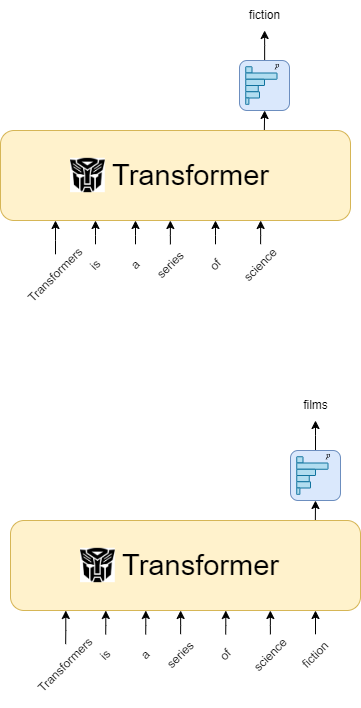 fiction
p
Transformer
Transformers
is
a
series
of
science
films
p
Transformer
Transformers
is
a
series
of
science
fiction